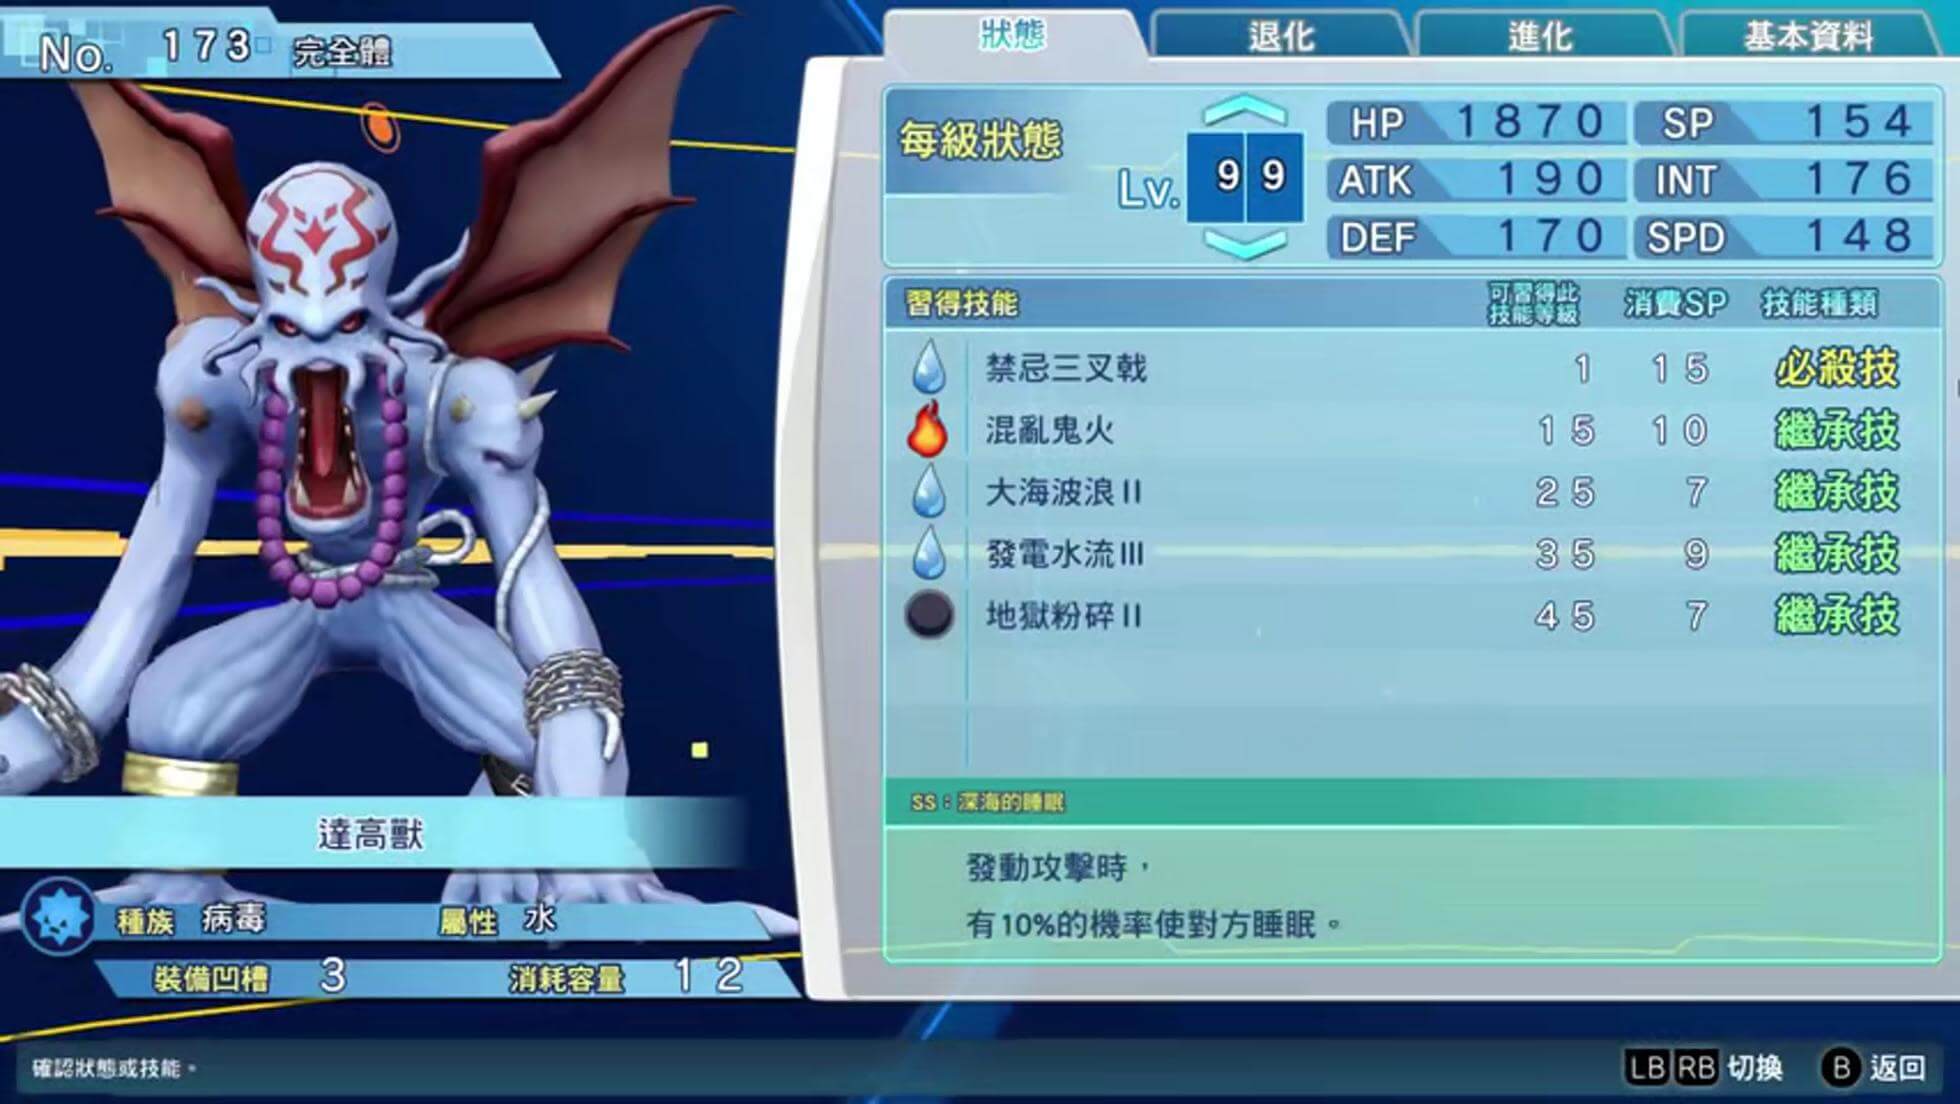 No. 173 完全體
狀態 退化 進化 基本資料
每級狀態
Lv. 99
HP 1870 SP 154
ATK 190 INT 176
DEF 170 SPD 148
習得技能 可習得此技能等級 消費SP 技能種類
禁忌三叉戟 1 15 必殺技
混亂鬼火 15 10 繼承技
大海波浪II 25 7 繼承技
發電水流III 35 9 繼承技
地獄粉碎II 45 7 繼承技
SS：深海的睡眠
發動攻擊時，
有10%的機率使對方睡眠。
達高獸
種族 病毒 屬性 水
裝備凹槽 3 消耗容量 12
確認狀態或技能。
LB RB 切換 B 返回